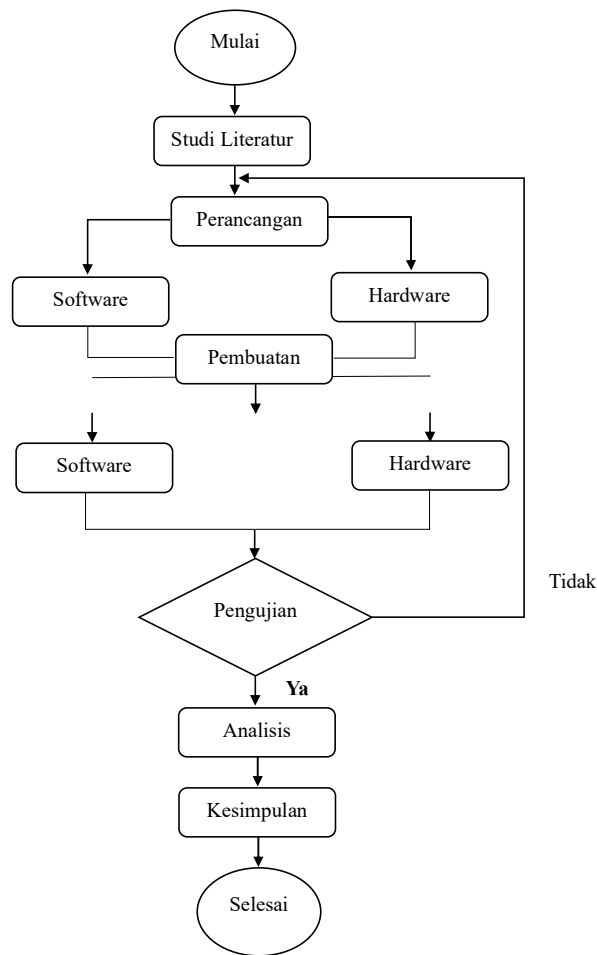 Mulai
Studi Literatur
Perancangan
Software
Hardware
Pembuatan
Software
Hardware
Pengujian
Tidak
Ya
Analisis
Kesimpulan
Selesai